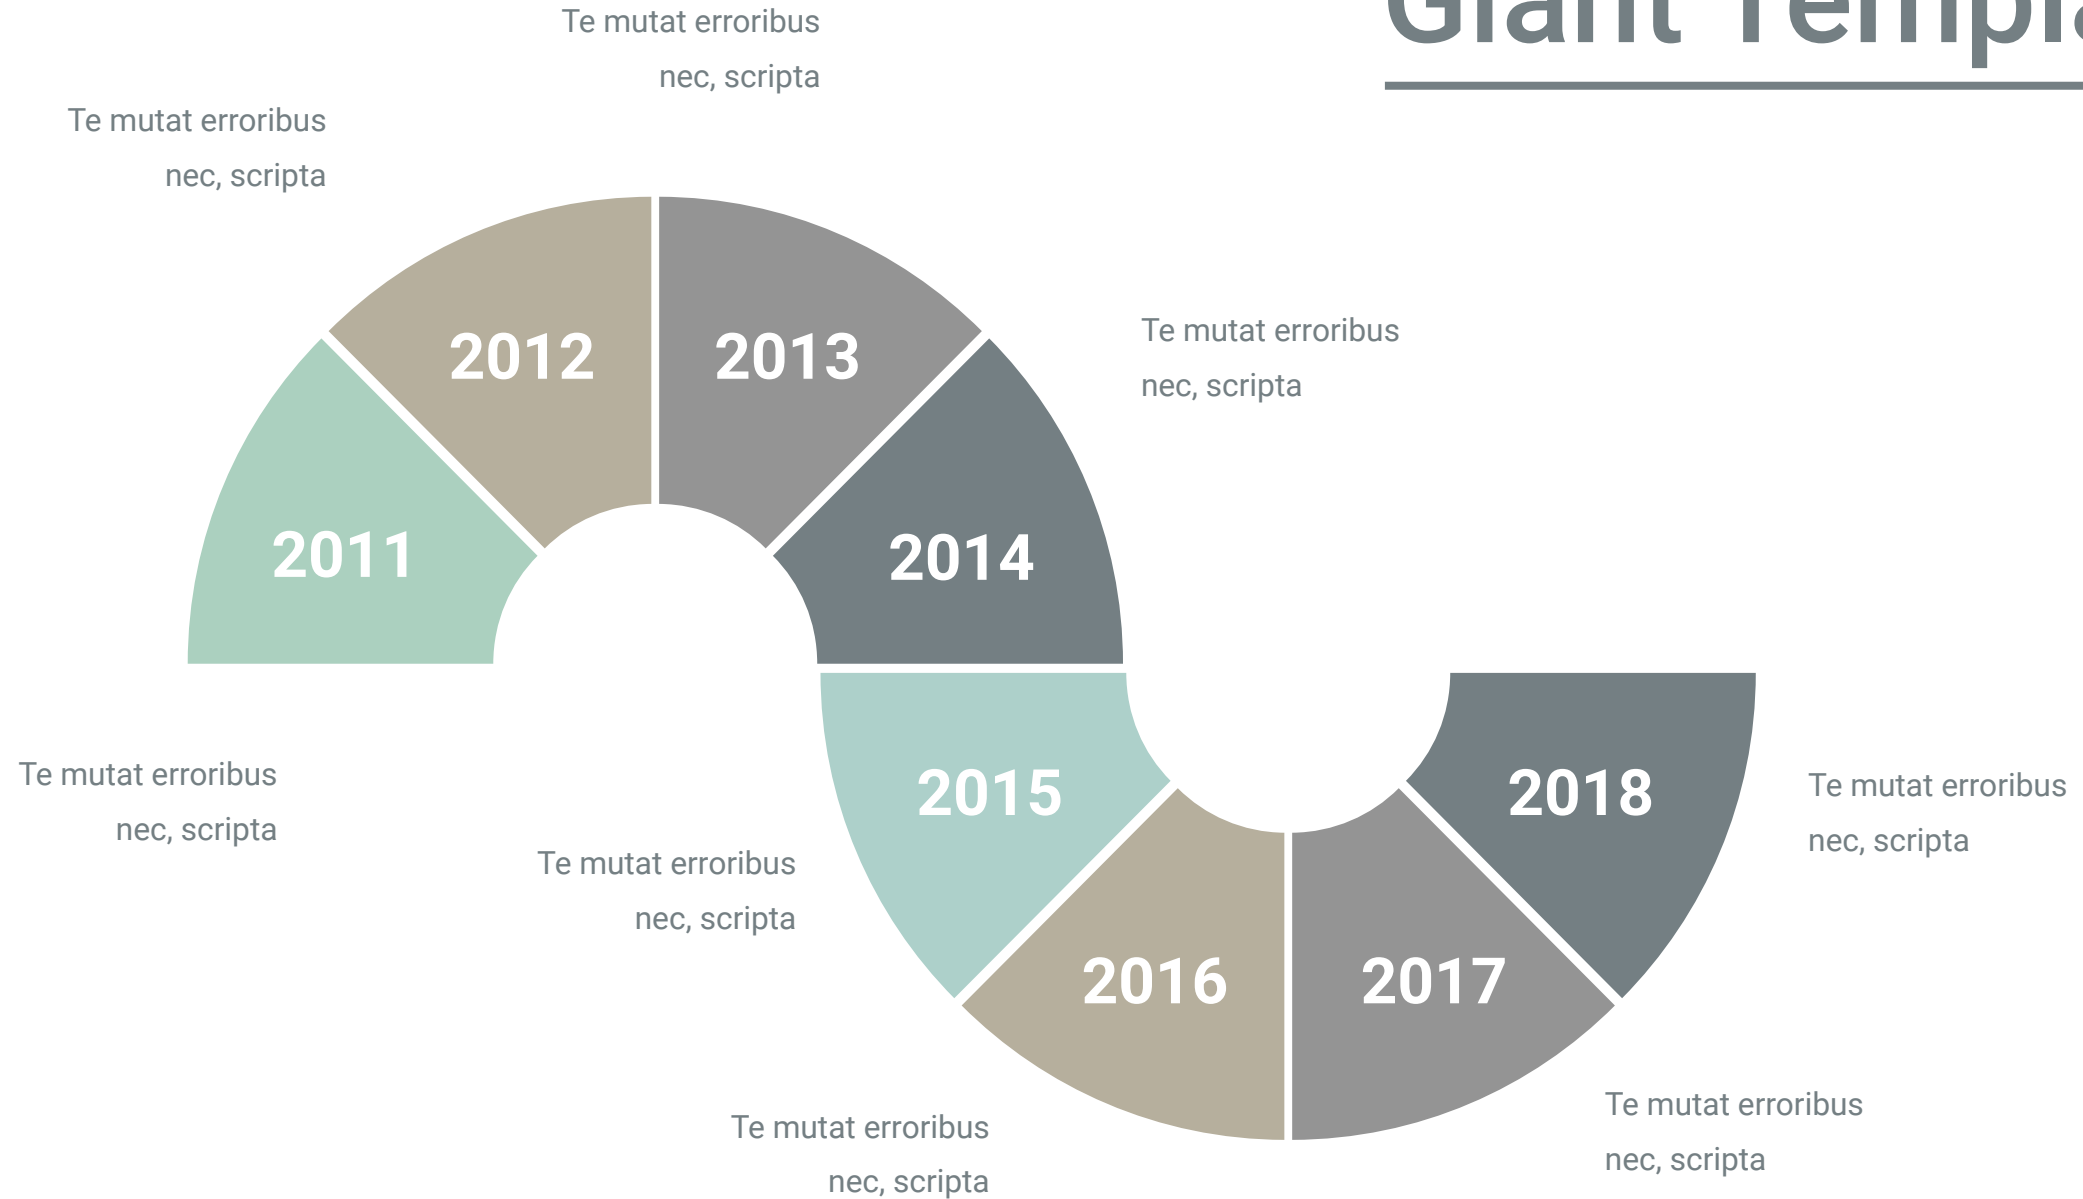 Giant
Te mutat erroribus
nec, scripta
Te mutat erroribus
nec, scripta
2012
2013
Te mutat erroribus
nec, scripta
2011
2014
Te mutat erroribus
nec, scripta
2015
2018
Te mutat erroribus
nec, scripta
Te mutat erroribus
nec, scripta
2016
2017
Te mutat erroribus
nec, scripta
Te mutat erroribus
nec, scripta